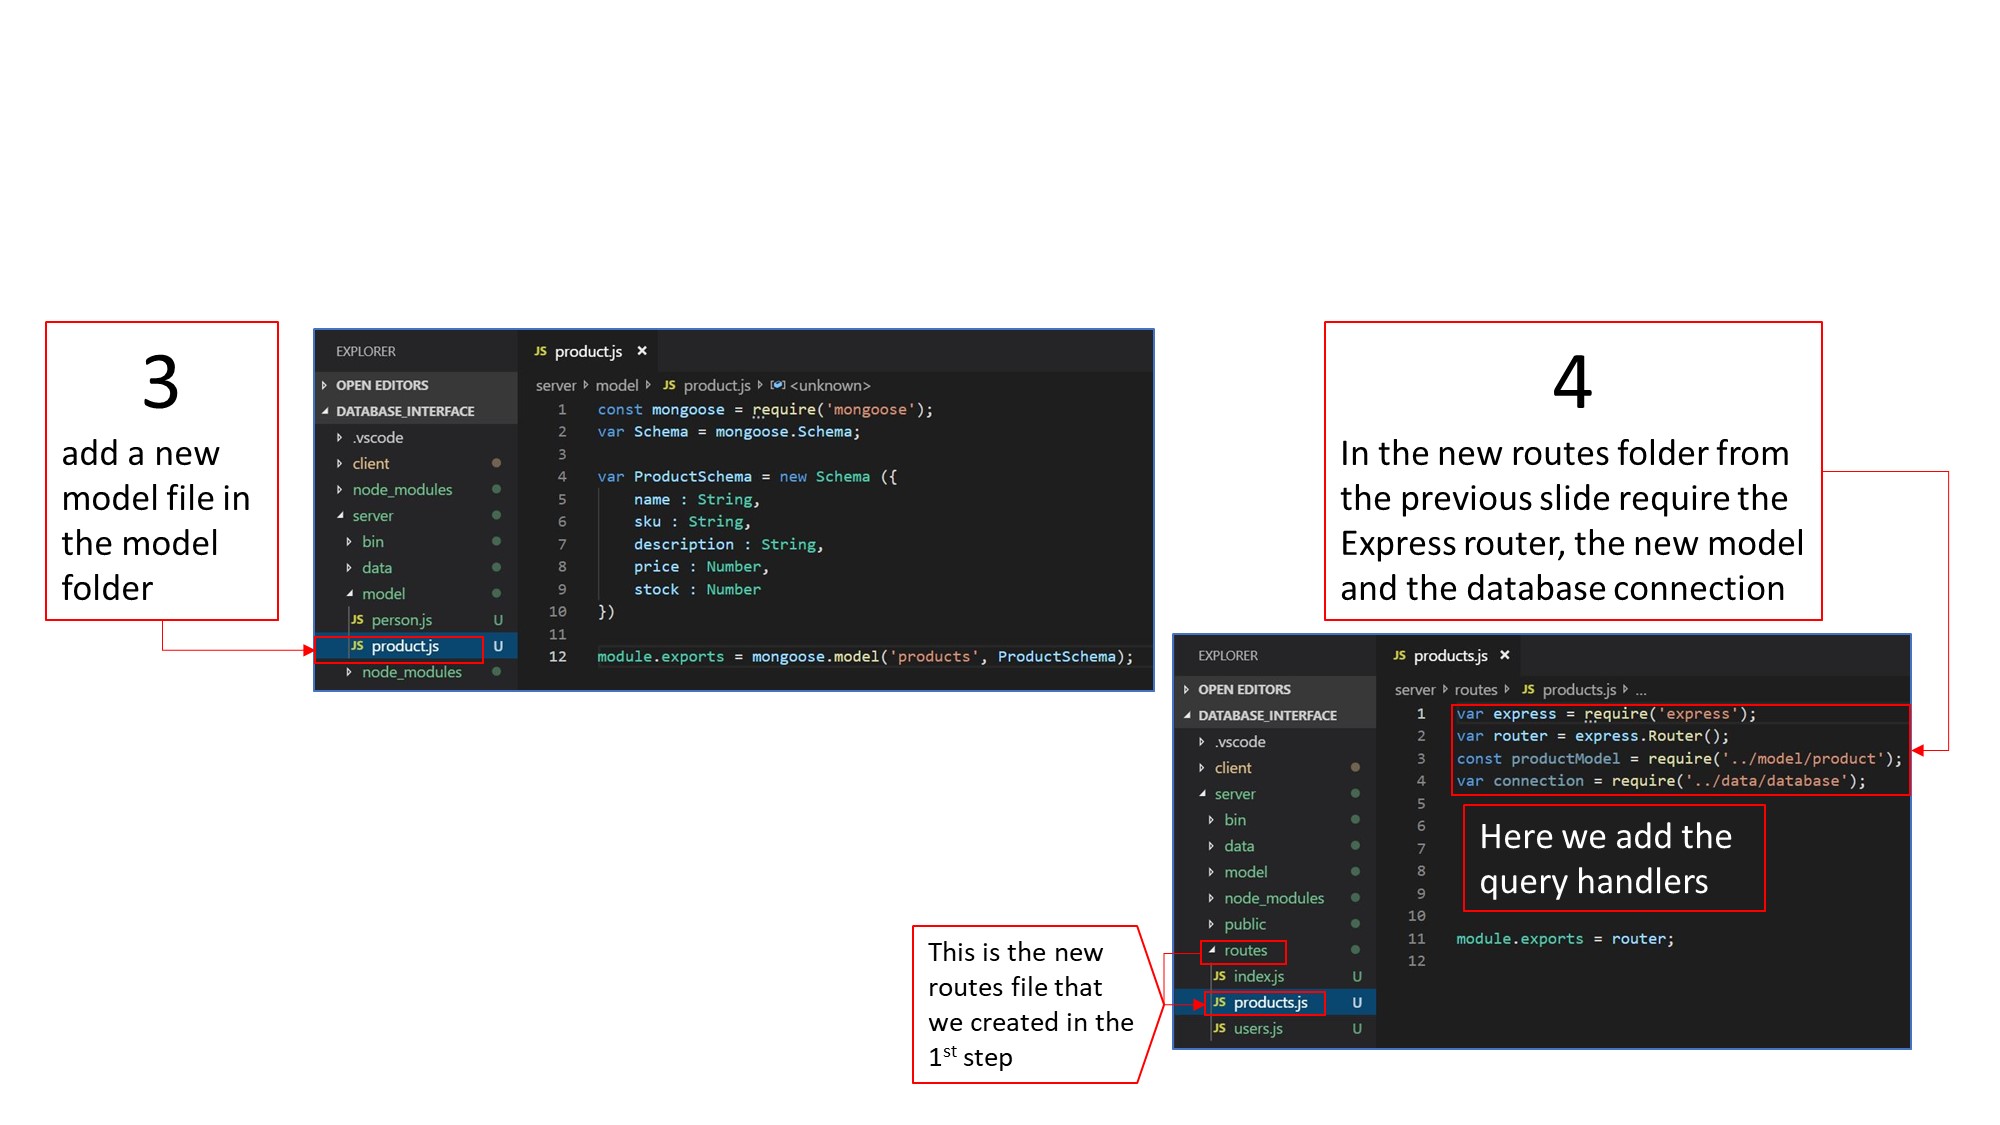 3
add a new
model file in
the model
folder
EXPLORER
OPEN EDITORS
DATABASE_INTERFACE
.vscode
client
node_modules
server
bin
data
model
JS person.js U
JS product.js U
node_modules
JS product.js ×
server model JS product.js <unknown>
1 const mongoose = require('mongoose');
2 var Schema = mongoose.Schema;
3
4 var ProductSchema = new Schema ({
5 name : String,
6 sku : String,
7 description : String,
8 price : Number,
9 stock : Number
10 })
11
12 module.exports = mongoose.model('products', ProductSchema);
4
In the new routes folder from
the previous slide require the
Express router, the new model
and the database connection
EXPLORER
OPEN EDITORS
DATABASE_INTERFACE
.vscode
client
server
bin
data
model
node_modules
public
routes
JS index.js U
JS products.js U
JS users.js U
JS products.js ×
server routes JS products.js ...
1 var express = require('express');
2 var router = express.Router();
3 const productModel = require('../model/product');
4 var connection = require('../data/database');
5
6
7
8
9
10
11 module.exports = router;
12
Here we add the
query handlers
This is the new
routes file that
we created in the
1st step